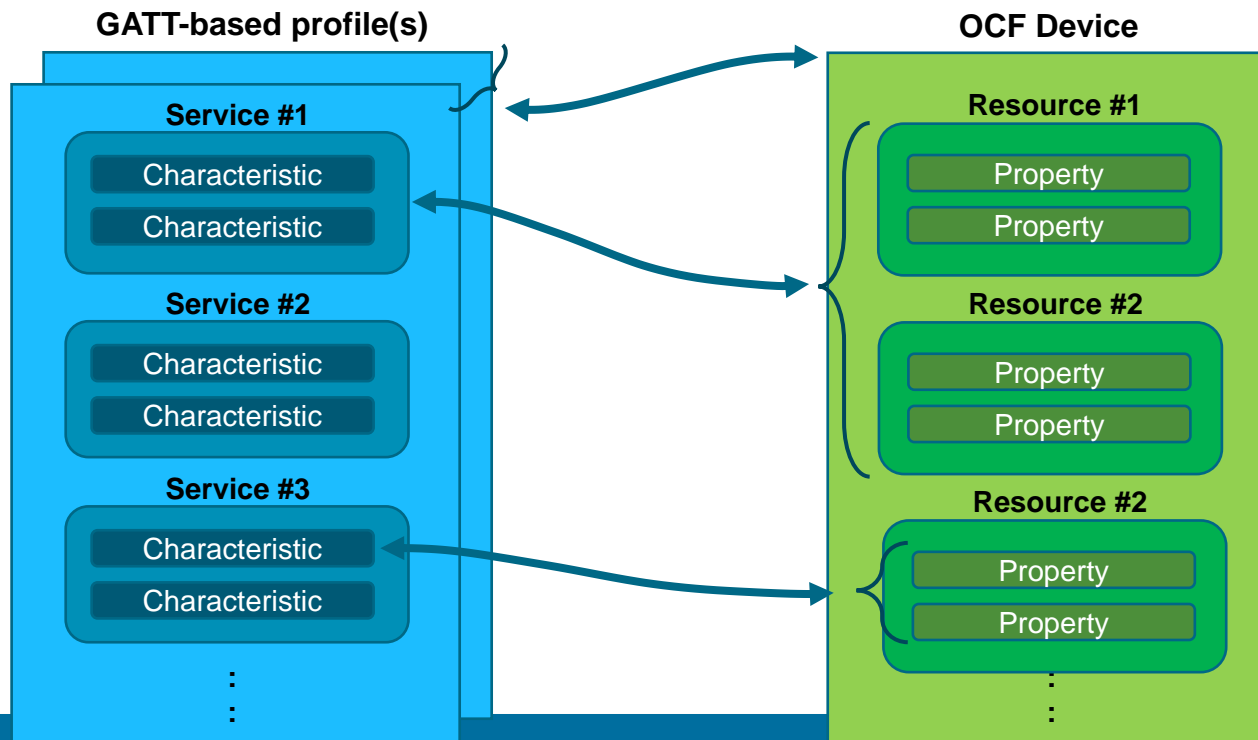 GATT-based profile(s)
Service #1
Characteristic
Characteristic
Service #2
Characteristic
Characteristic
Service #3
Characteristic
Characteristic
:
:
OCF Device
Resource #1
Property
Property
Resource #2
Property
Property
Resource #2
Property
Property
:
: